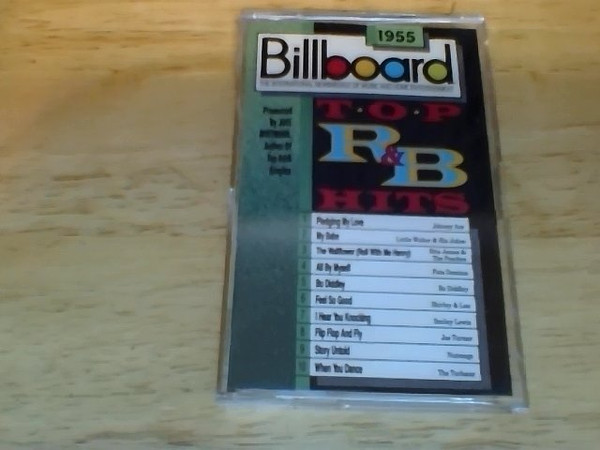 1955
Billboard
THE INTERNATIONAL NEWSWEEKLY OF MUSIC AND HOME ENTERTAINMENT
Presented
By JOEL
WHITBURN,
Author Of
Top R&B
Singles
TOP
R&B
HITS
1 Pledging My Love Johnny Ace
2 My Babe Little Walter & His Jukes
3 The Wallflower (Roll With Me Henry) Etta James & The Peaches
4 All By Myself Fats Domino
5 Bo Diddley Bo Diddley
6 Feel So Good Shirley & Lee
7 I Hear You Knocking Smiley Lewis
8 Flip Flop And Fly Joe Turner
9 Story Untold Nutmegs
10 When You Dance The Turbans